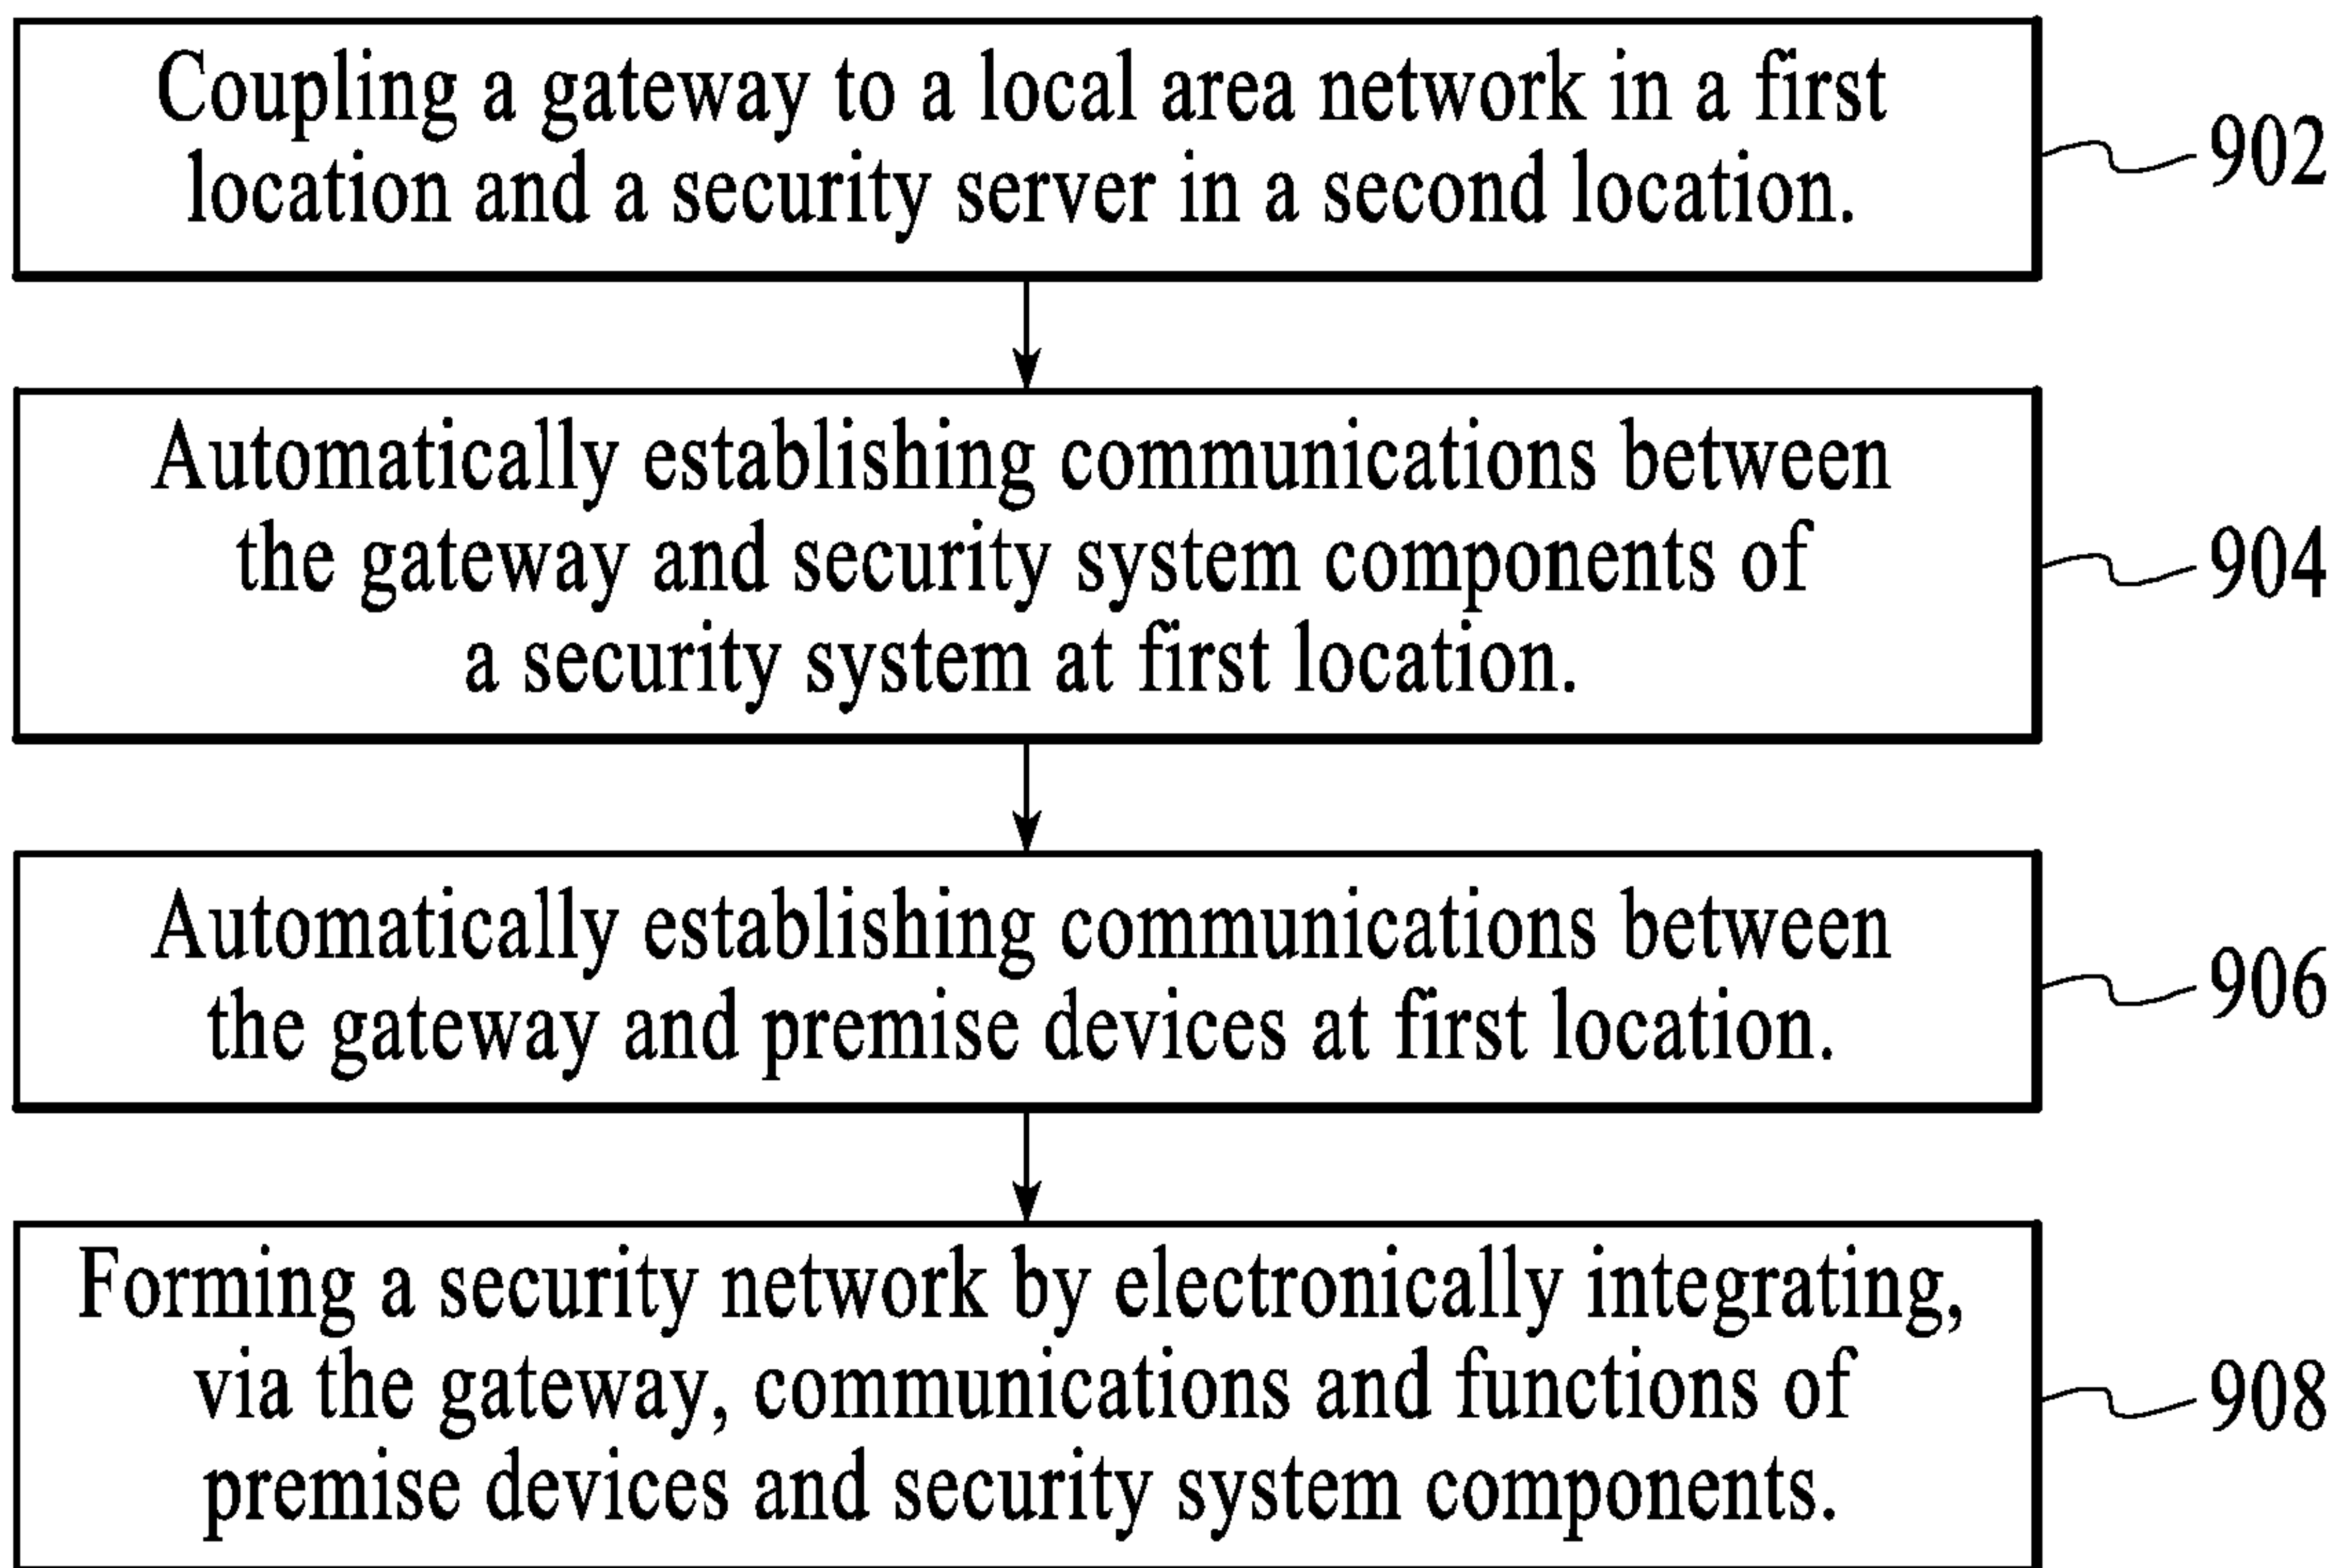 Coupling a gateway to a local area network in a first
location and a security server in a second location.
902
Automatically establishing communications between
the gateway and security system components of
a security system at first location.
904
Automatically establishing communications between
the gateway and premise devices at first location.
906
Forming a security network by electronically integrating,
via the gateway, communications and functions of
premise devices and security system components.
908